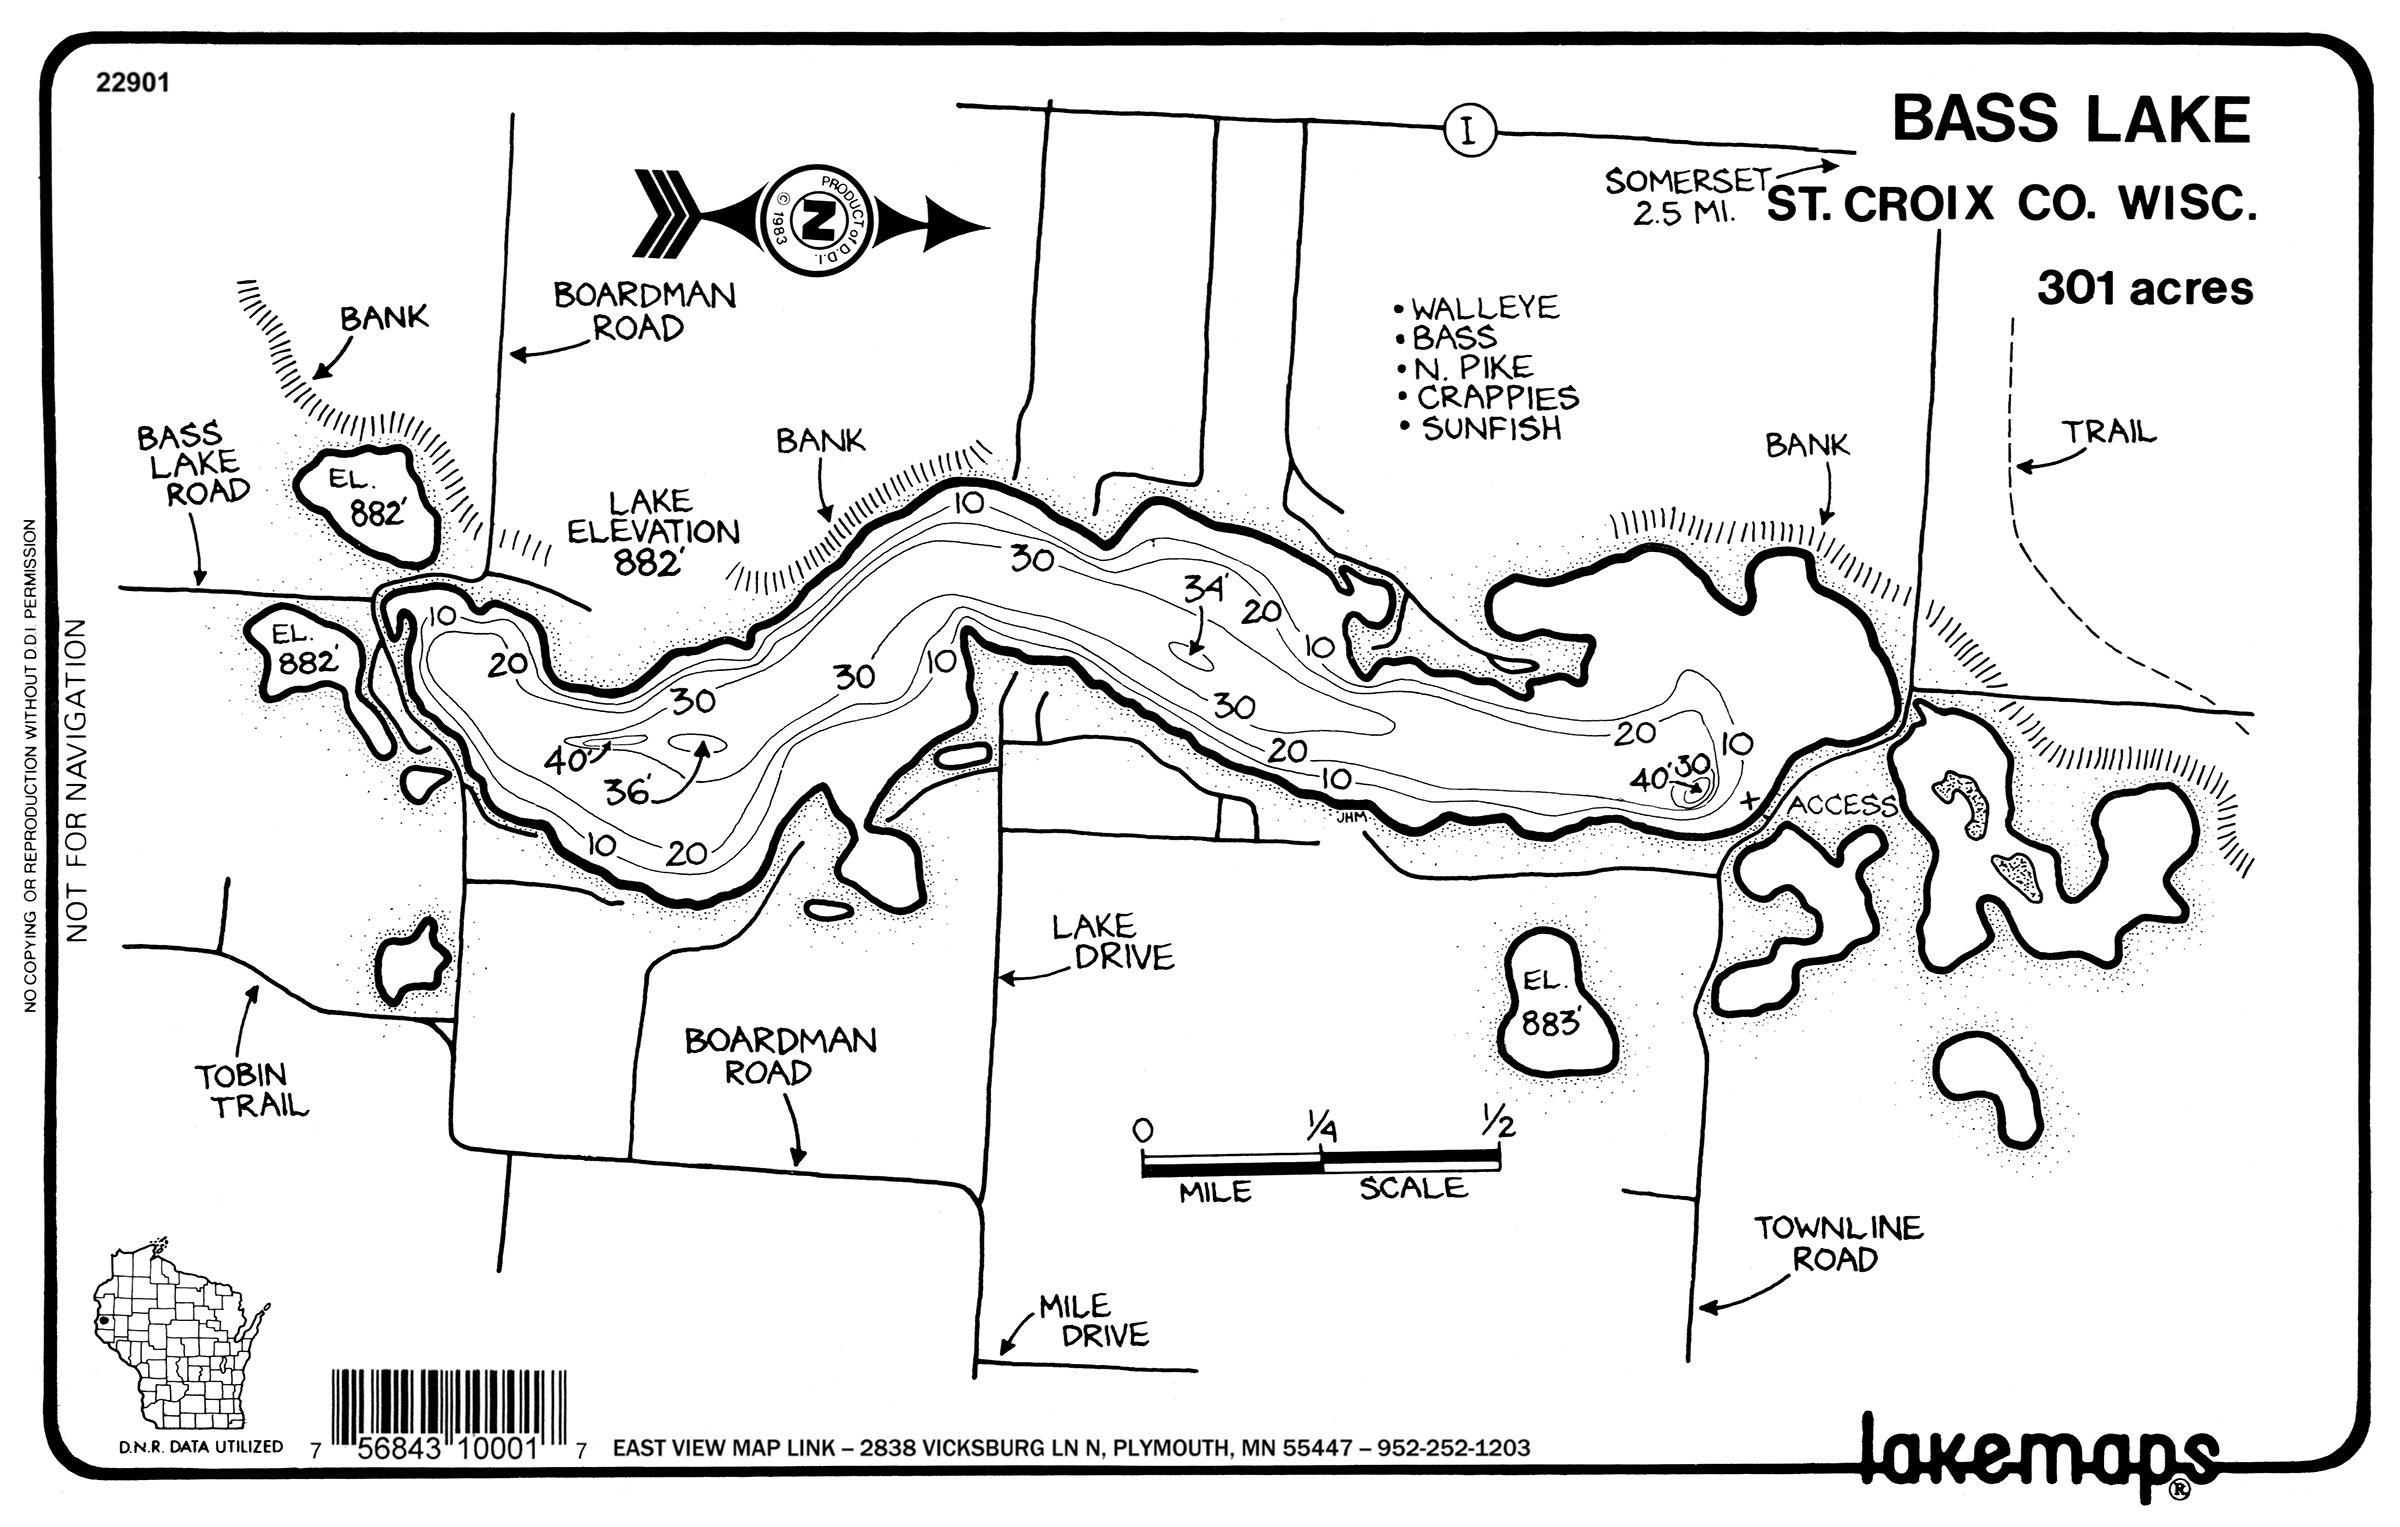 22901
BASS LAKE
I
SOMERSET
2.5 MI.
ST. CROIX CO. WISC.
301 acres
PRODUCT of D.D.I.
© 1983
N
BOARDMAN
ROAD
BANK
• WALLEYE
• BASS
• N. PIKE
• CRAPPIES
• SUNFISH
BASS
LAKE
ROAD
BANK
BANK
TRAIL
EL.
882'
LAKE
ELEVATION
882'
10
30
34'
20
10
10
EL.
882'
20
30
30
10
30
20
10
20
10
40'
36'
40'
30
ACCESS
JHM
10
20
LAKE
DRIVE
EL.
883'
BOARDMAN
ROAD
TOBIN
TRAIL
0
1/4
1/2
MILE
SCALE
TOWNLINE
ROAD
MILE
DRIVE
D.N.R. DATA UTILIZED
7 56843 10001 7
EAST VIEW MAP LINK – 2838 VICKSBURG LN N, PLYMOUTH, MN 55447 – 952-252-1203
lakemaps®
NO COPYING OR REPRODUCTION WITHOUT D.D.I. PERMISSION
NOT FOR NAVIGATION